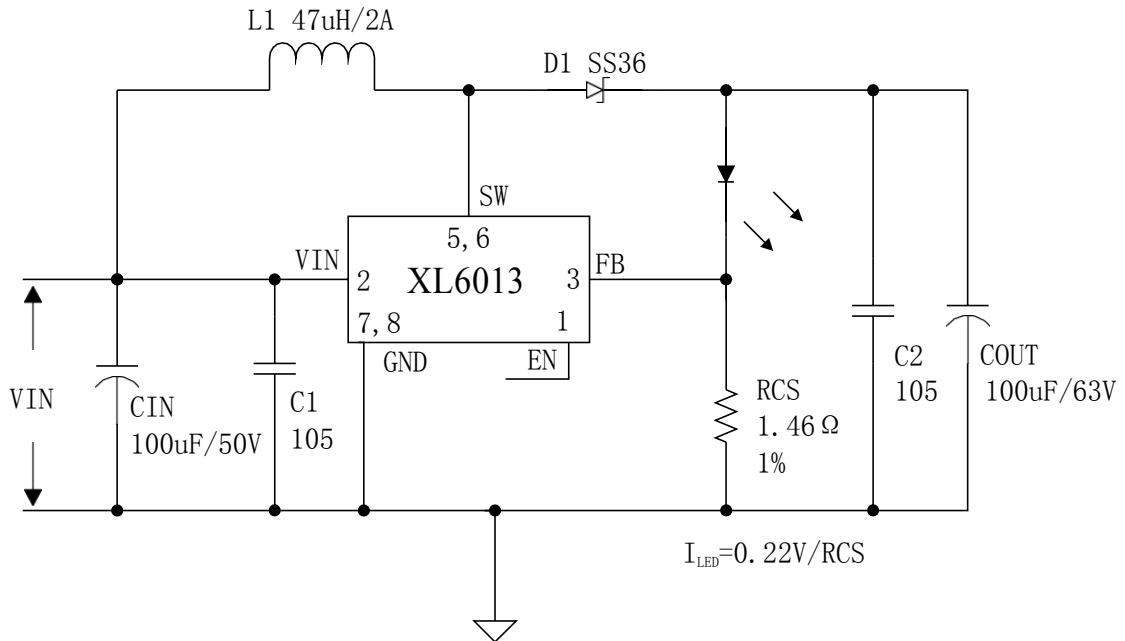 L1 47uH/2A
D1 SS36
SW
5,6
VIN
2
XL6013
3
FB
7,8
1
GND
EN
VIN
CIN
100uF/50V
C1
105
RCS
1.46Ω
1%
C2
105
COUT
100uF/63V
ILED=0.22V/RCS